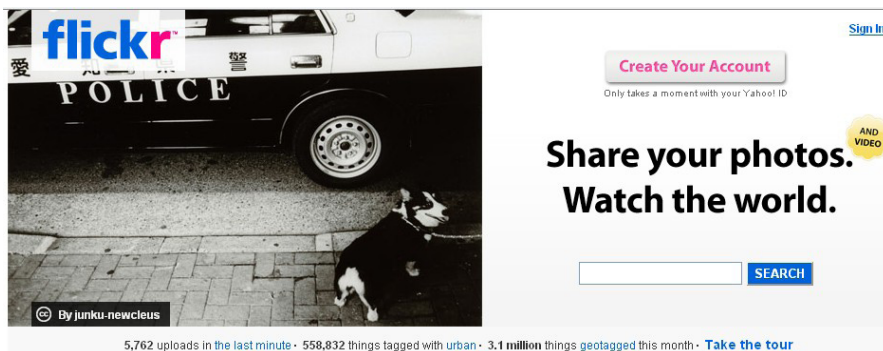 flickr
Sign In
愛 知 県 警
POLICE
Create Your Account
Only takes a moment with your Yahoo! ID
AND
VIDEO
Share your photos.
Watch the world.
SEARCH
cc By junku-newcleus
5,762 uploads in the last minute · 558,832 things tagged with urban · 3.1 million things geotagged this month · Take the tour